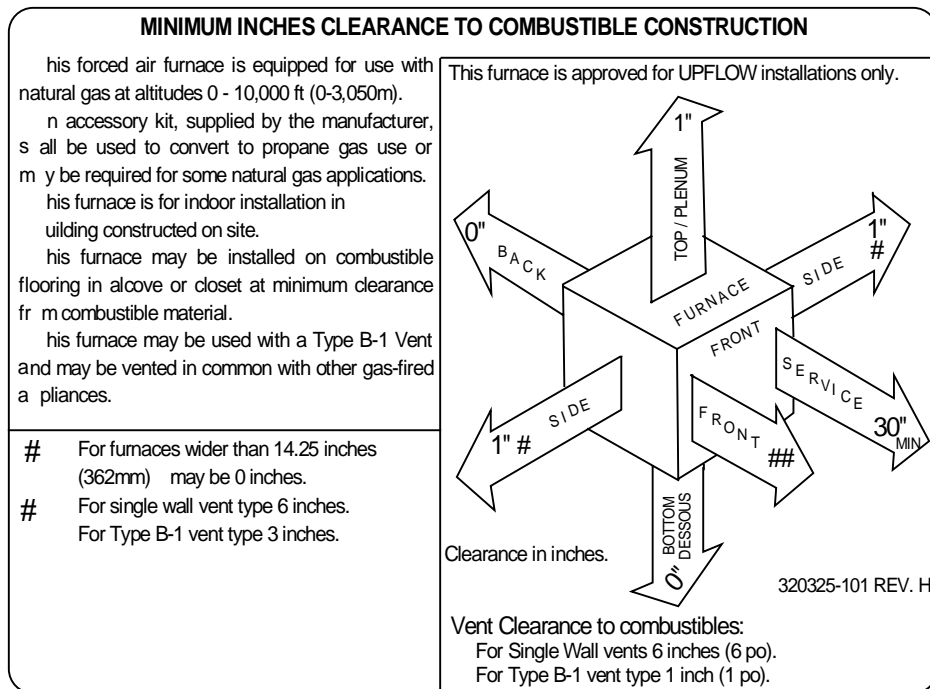 MINIMUM INCHES CLEARANCE TO COMBUSTIBLE CONSTRUCTION
his forced air furnace is equipped for use with
natural gas at altitudes 0 - 10,000 ft (0-3,050m).
n accessory kit, supplied by the manufacturer,
s all be used to convert to propane gas use or
m y be required for some natural gas applications.
his furnace is for indoor installation in
uilding constructed on site.
his furnace may be installed on combustible
flooring in alcove or closet at minimum clearance
fr m combustible material.
his furnace may be used with a Type B-1 Vent
and may be vented in common with other gas-fired
a pliances.
# For furnaces wider than 14.25 inches
(362mm) may be 0 inches.
# For single wall vent type 6 inches.
For Type B-1 vent type 3 inches.
This furnace is approved for UPFLOW installations only.
1"
TOP / PLENUM
0"
BACK
1"
#
SIDE
FURNACE
FRONT
SERVICE
30"
MIN
1" #
SIDE
FRONT
##
BOTTOM
DESSOUS
0"
Clearance in inches.
320325-101 REV. H
Vent Clearance to combustibles:
For Single Wall vents 6 inches (6 po).
For Type B-1 vent type 1 inch (1 po).